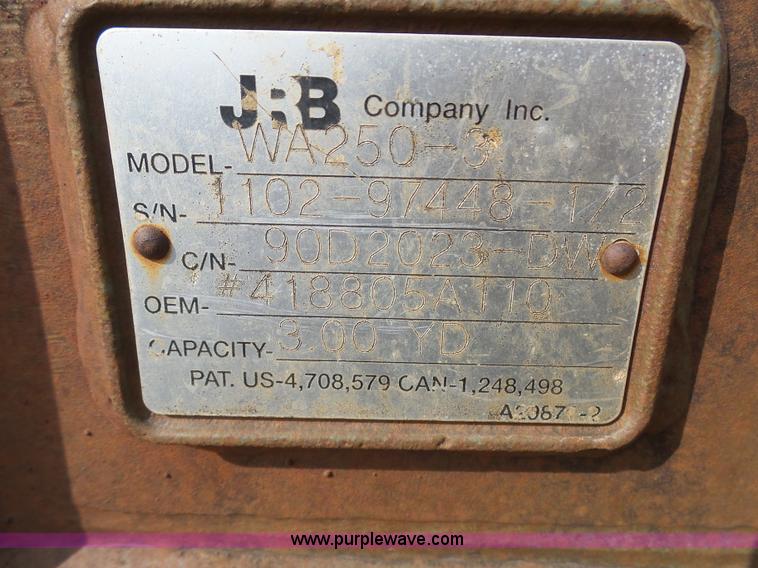 JRB Company Inc.
MODEL- WA250-3
S/N- 1102-97448-1/2
C/N- 90D2023-DW
OEM- #418805A110
CAPACITY- 3.00 YD
PAT. US-4,708,579 CAN-1,248,498
www.purplewave.com